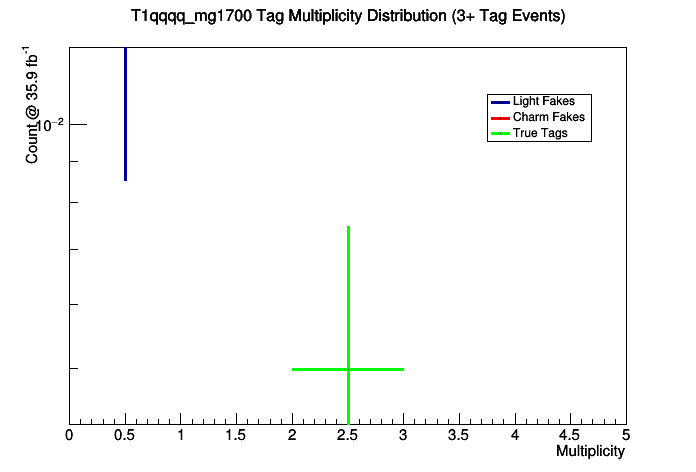 T1qqqq_mg1700 Tag Multiplicity Distribution (3+ Tag Events)
Count @ 35.9 fb⁻¹
10⁻²
Light Fakes
Charm Fakes
True Tags
0 0.5 1 1.5 2 2.5 3 3.5 4 4.5 5
Multiplicity